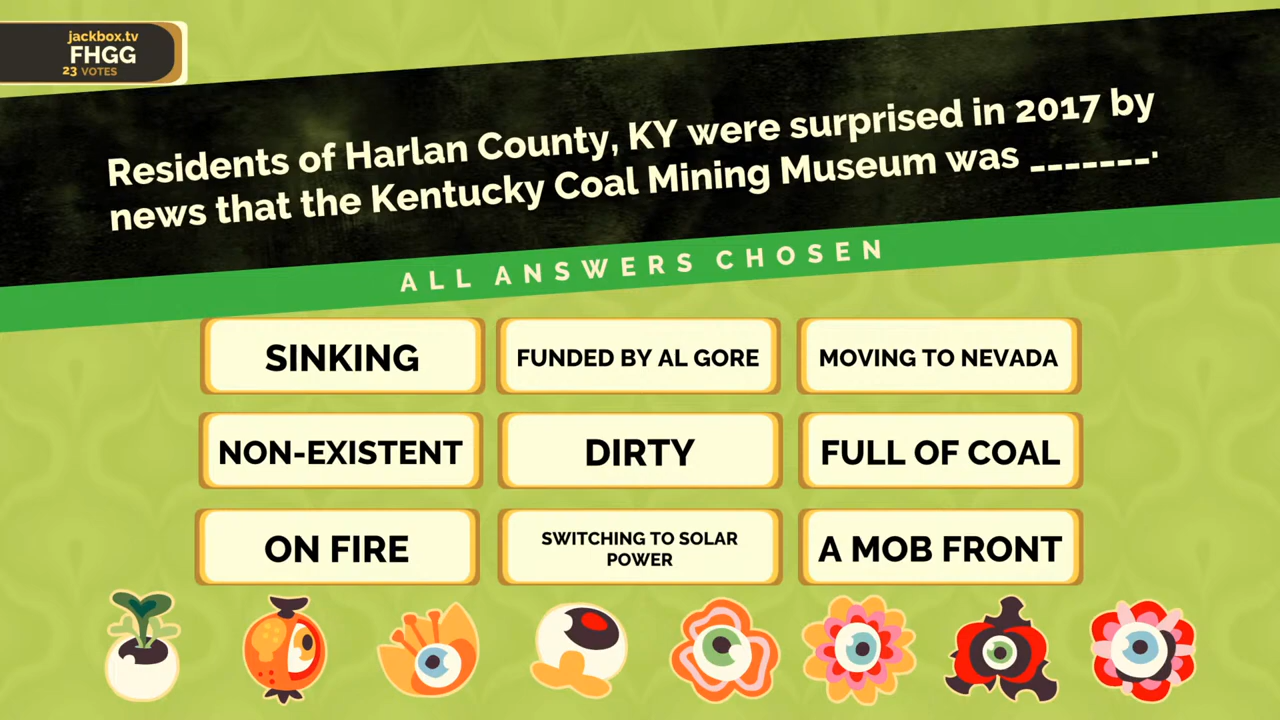 jackbox.tv
FHGG
23 VOTES
Residents of Harlan County, KY were surprised in 2017 by
news that the Kentucky Coal Mining Museum was _______.
ALL ANSWERS CHOSEN
SINKING
FUNDED BY AL GORE
MOVING TO NEVADA
NON-EXISTENT
DIRTY
FULL OF COAL
ON FIRE
SWITCHING TO SOLAR
POWER
A MOB FRONT